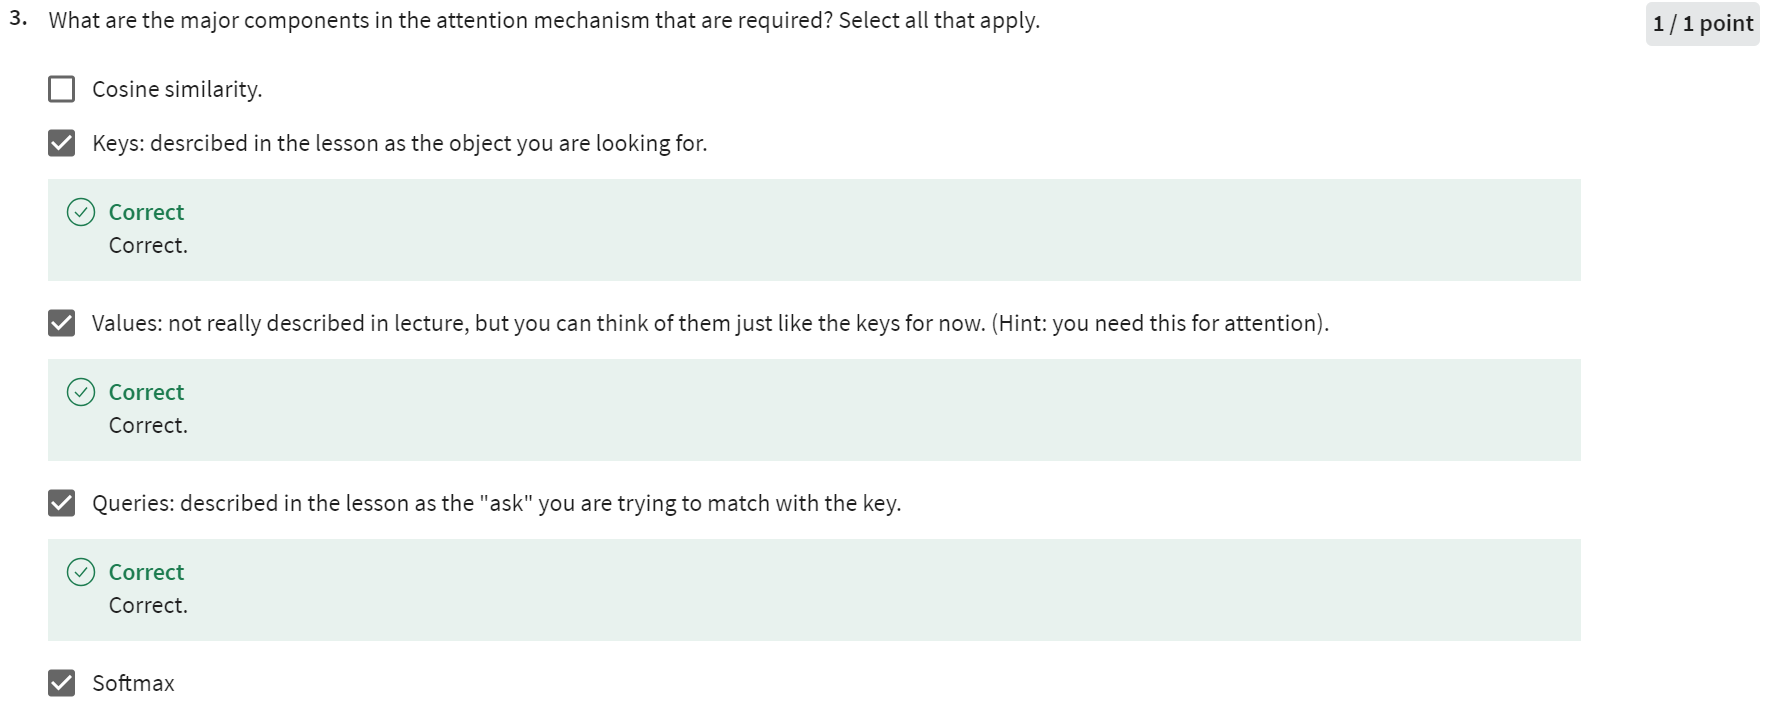 3. What are the major components in the attention mechanism that are required? Select all that apply.
1 / 1 point
Cosine similarity.
Keys: desrcibed in the lesson as the object you are looking for.
Correct
Correct.
Values: not really described in lecture, but you can think of them just like the keys for now. (Hint: you need this for attention).
Correct
Correct.
Queries: described in the lesson as the "ask" you are trying to match with the key.
Correct
Correct.
Softmax